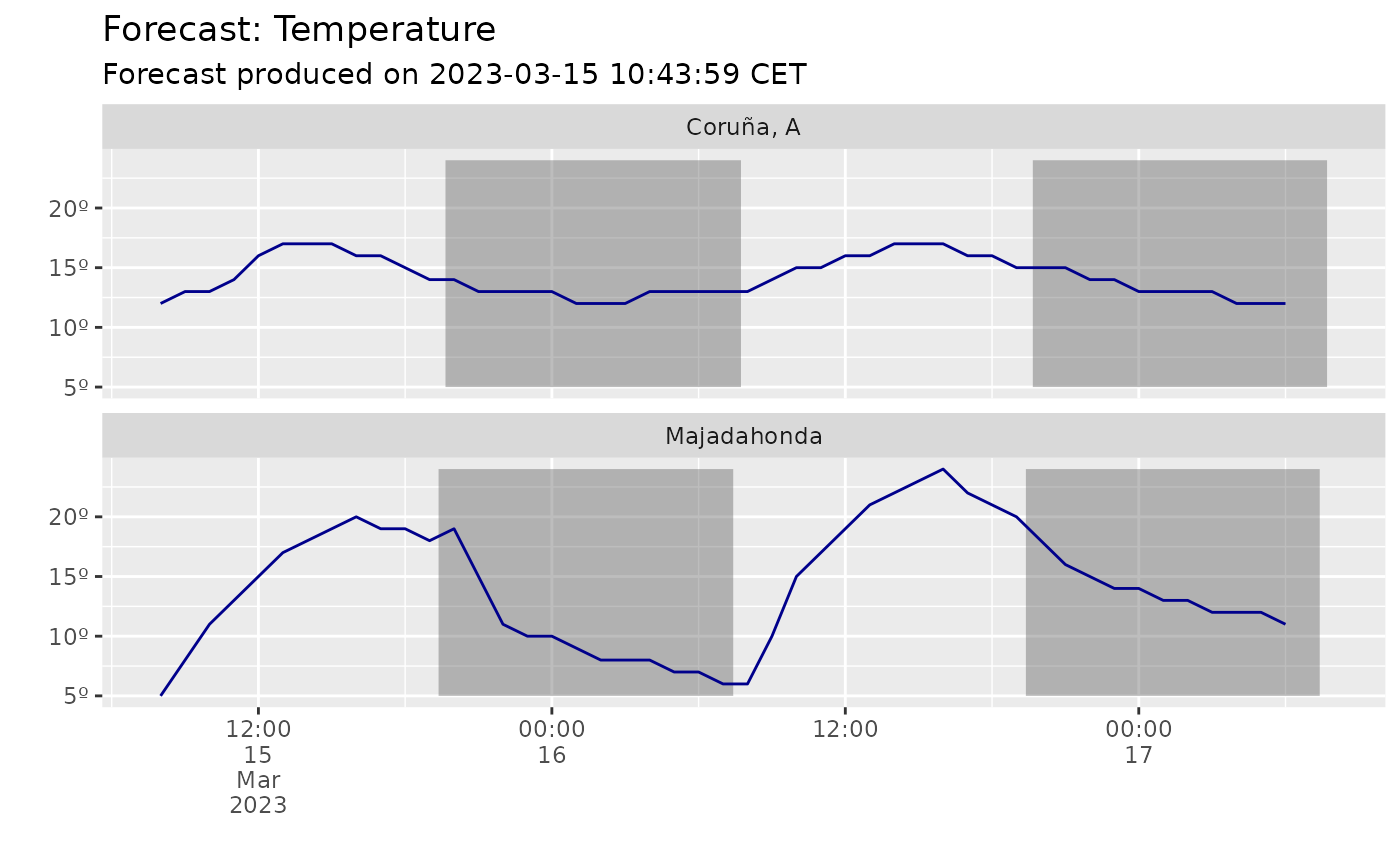 Forecast: Temperature
Forecast produced on 2023-03-15 10:43:59 CET
Coruña, A
20º
15º
10º
5º
Majadahonda
20º
15º
10º
5º
12:00 00:00 12:00 00:00
15 16 17
Mar
2023